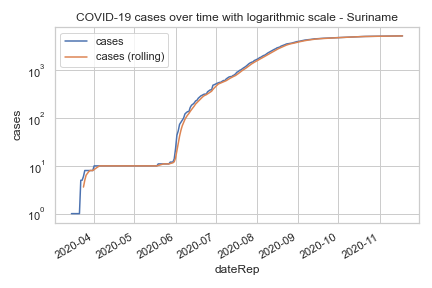 COVID-19 cases over time with logarithmic scale - Suriname
cases
cases (rolling)
10³
10²
10¹
10⁰
cases
2020-04
2020-05
2020-06
2020-07
2020-08
2020-09
2020-10
2020-11
dateRep